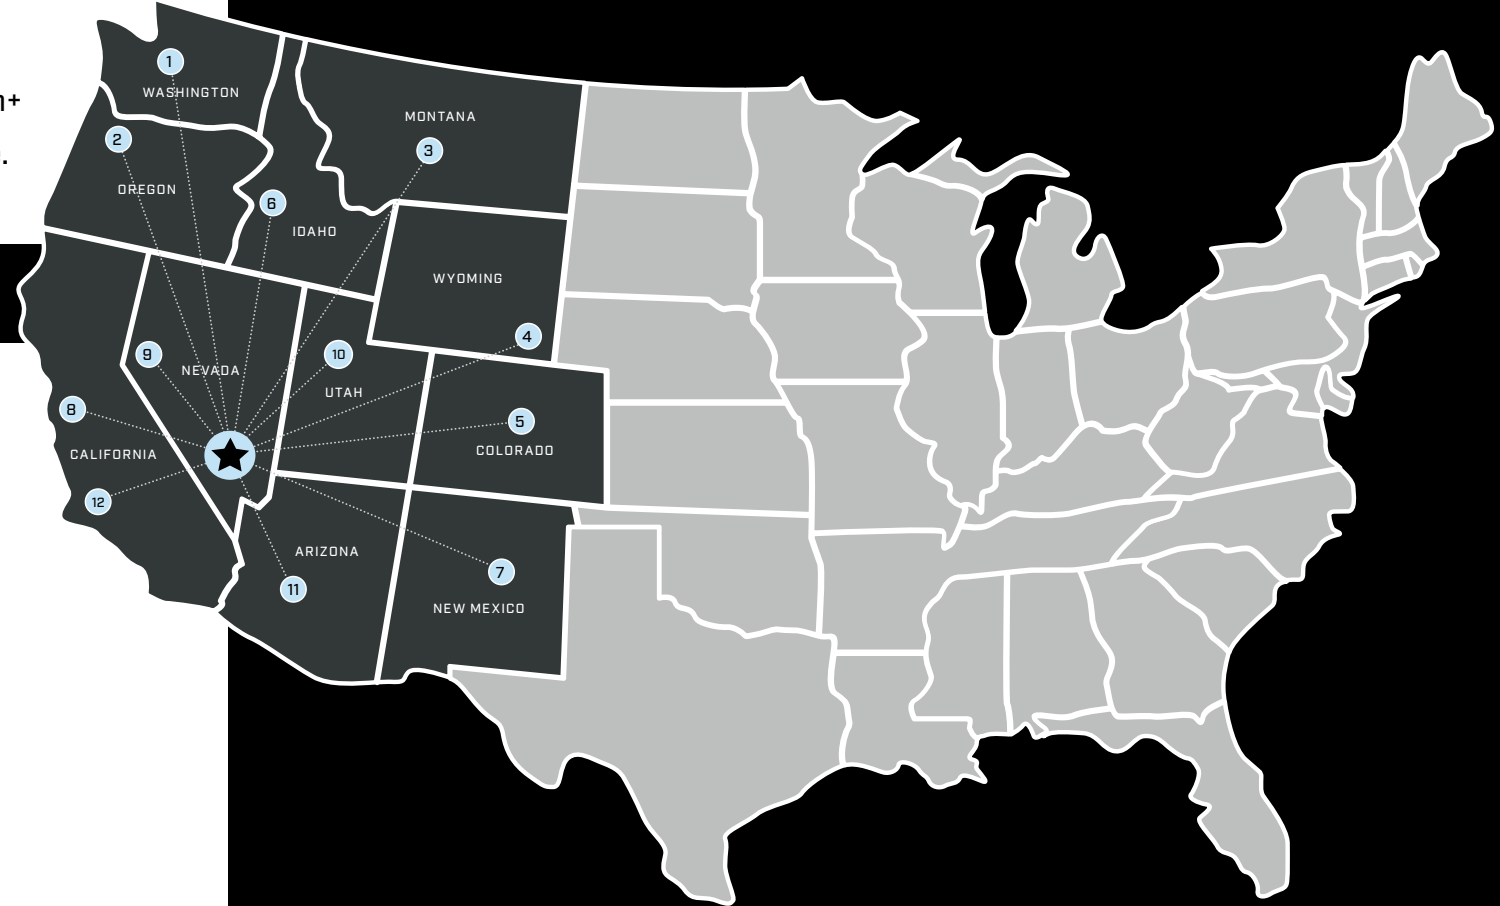 1
WASHINGTON
MONTANA
2
3
OREGON
6
IDAHO
WYOMING
4
9
10
NEVADA
UTAH
8
5
COLORADO
CALIFORNIA
12
ARIZONA
7
11
NEW MEXICO